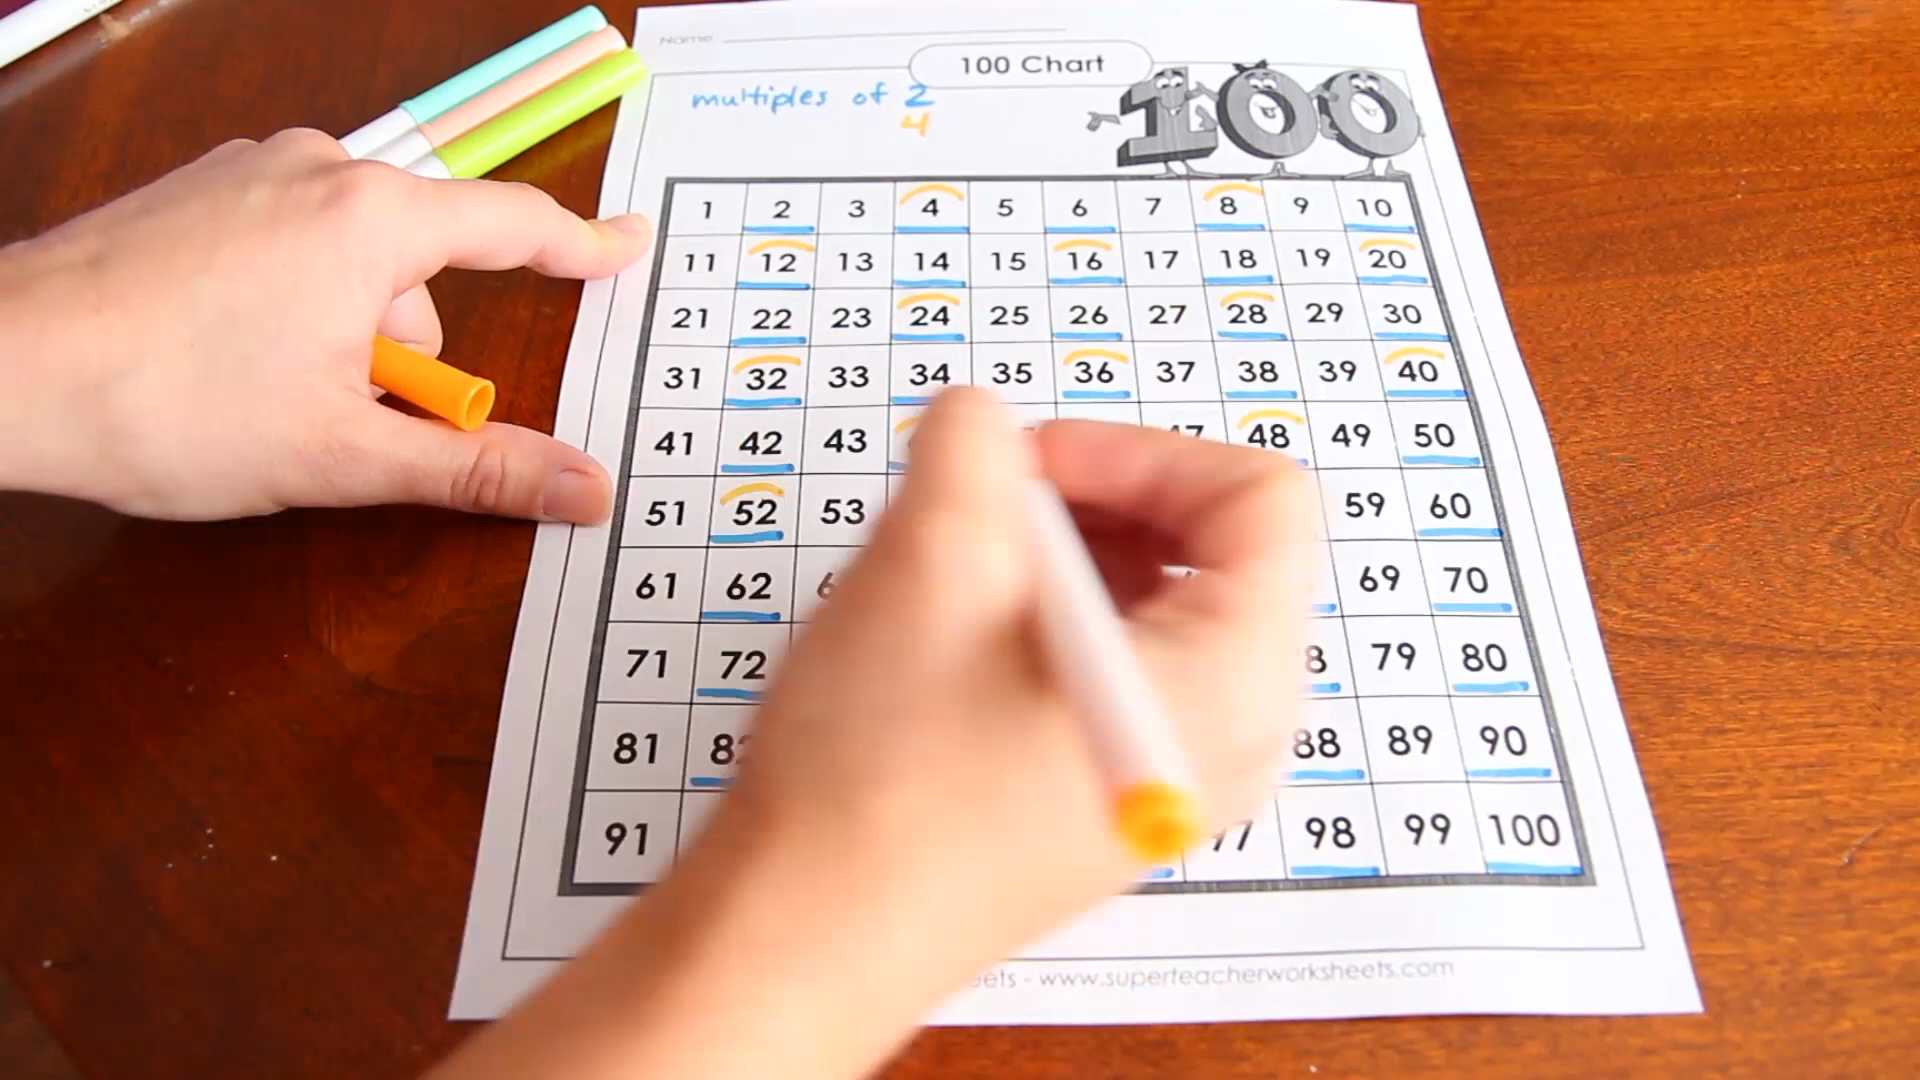 Name:
100 Chart
100
multiples of 2
4
1 2 3 4 5 6 7 8 9 10
11 12 13 14 15 16 17 18 19 20
21 22 23 24 25 26 27 28 29 30
31 32 33 34 35 36 37 38 39 40
41 42 43 47 48 49 50
51 52 53 59 60
61 62 69 70
71 72 79 80
81 88 89 90
91 98 99 100
- www.superteacherworksheets.com